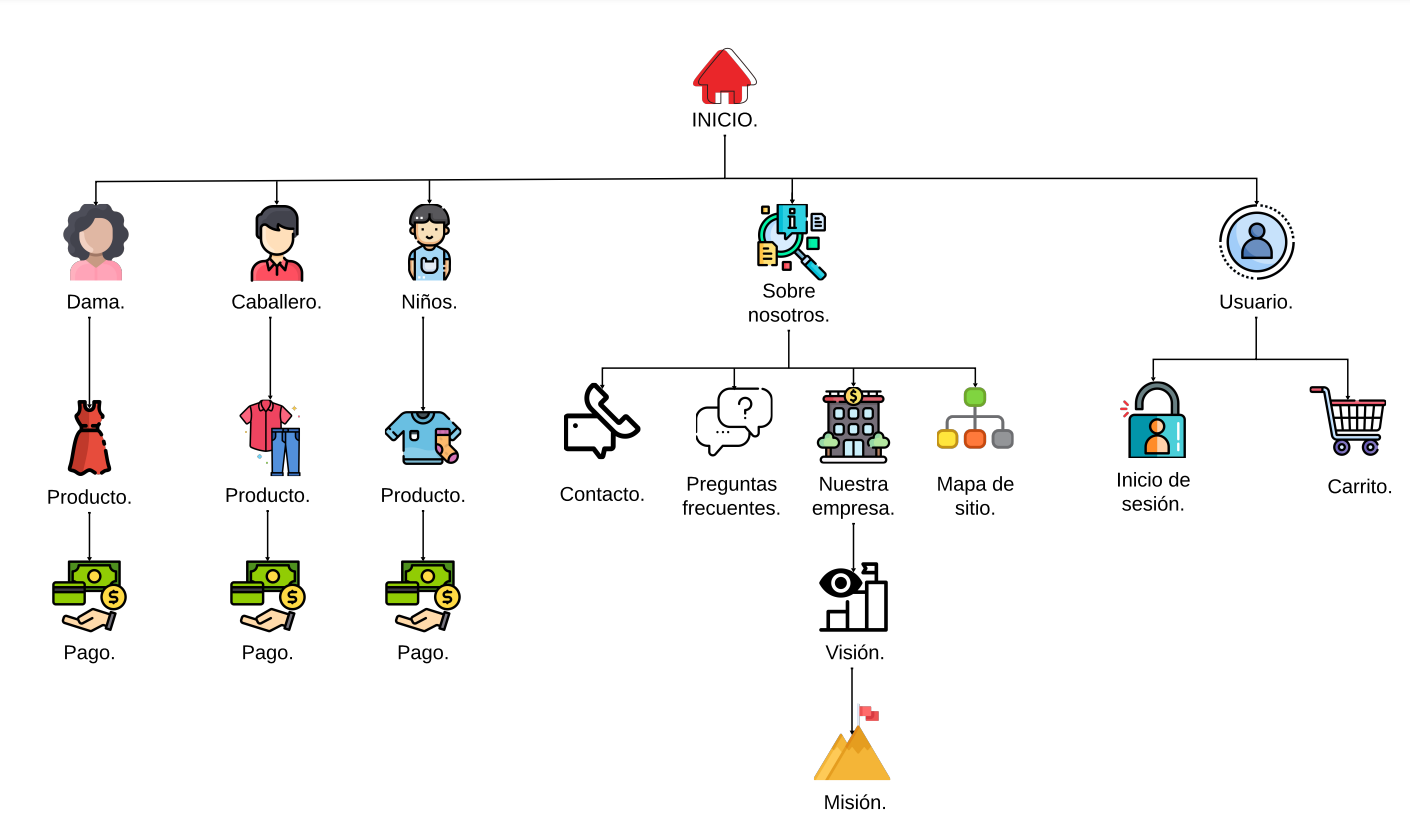 INICIO.
Dama.
Caballero.
Niños.
Sobre
nosotros.
Usuario.
Producto.
Producto.
Producto.
Contacto.
Preguntas
frecuentes.
Nuestra
empresa.
Mapa de
sitio.
Inicio de
sesión.
Carrito.
Pago.
Pago.
Pago.
Visión.
Misión.